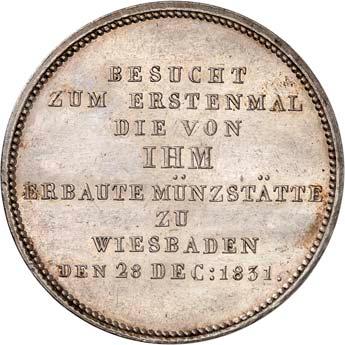 BESUCHT
ZUM ERSTENMAL
DIE VON
IHM
ERBAUTE MÜNZSTÄTTE
ZU
WIESBADEN
DEN 28 DEC: 1831.